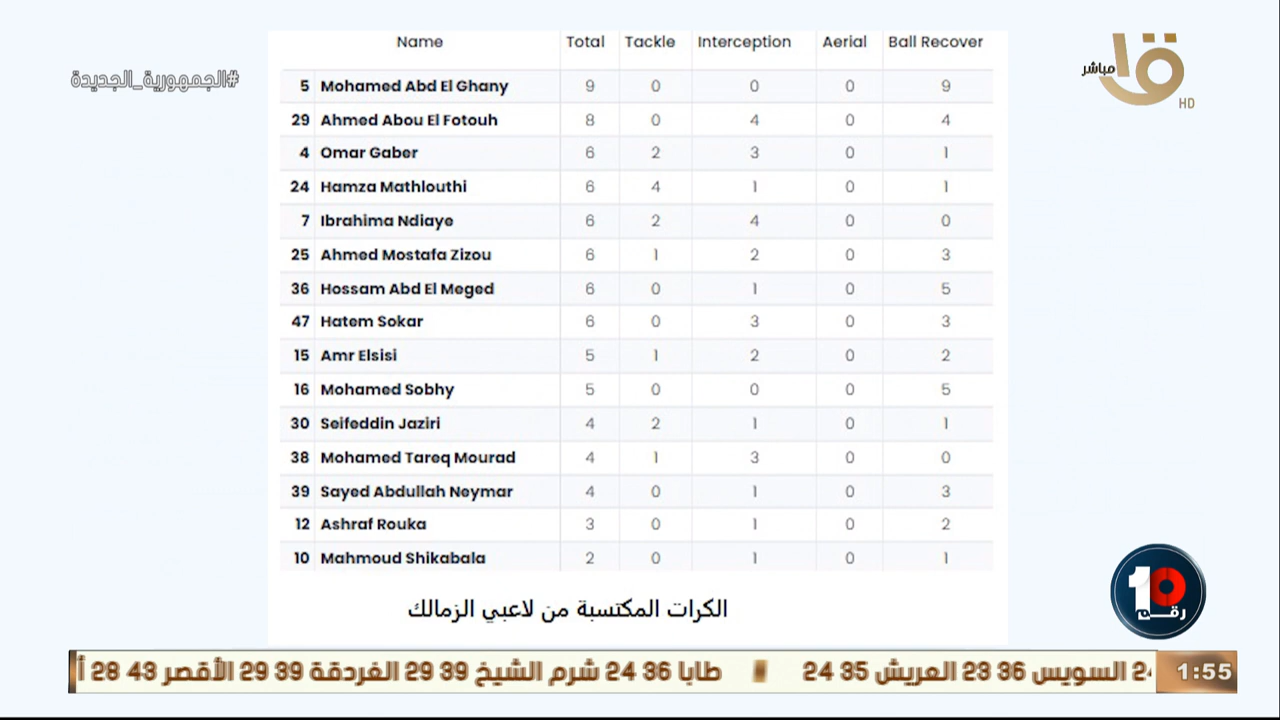 Name Total Tackle Interception Aerial Ball Recover
#الجمهورية_الجديدة
مباشر
HD
5 Mohamed Abd El Ghany 9 0 0 0 9
29 Ahmed Abou El Fotouh 8 0 4 0 4
4 Omar Gaber 6 2 3 0 1
24 Hamza Mathlouthi 6 4 1 0 1
7 Ibrahima Ndiaye 6 2 4 0 0
25 Ahmed Mostafa Zizou 6 1 2 0 3
36 Hossam Abd El Meged 6 0 1 0 5
47 Hatem Sokar 6 0 3 0 3
15 Amr Elsisi 5 1 2 0 2
16 Mohamed Sobhy 5 0 0 0 5
30 Seifeddin Jaziri 4 2 1 0 1
38 Mohamed Tareq Mourad 4 1 3 0 0
39 Sayed Abdullah Neymar 4 0 1 0 3
12 Ashraf Rouka 3 0 1 0 2
10 Mahmoud Shikabala 2 0 1 0 1
الكرات المكتسبة من لاعبي الزمالك
رقم 10
السويس 36 23 العريش 35 24 طابا 36 24 شرم الشيخ 39 29 الغردقة 39 29 الأقصر 43 28
1:55